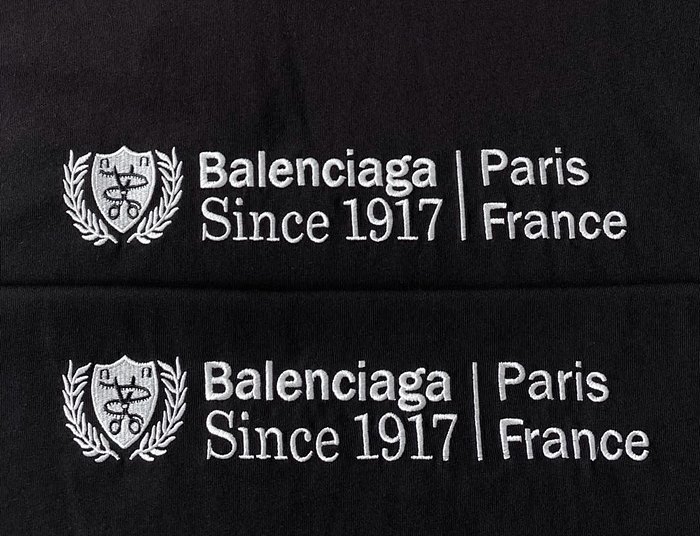 Balenciaga
Since 1917
Paris
France
Balenciaga
Since 1917
Paris
France